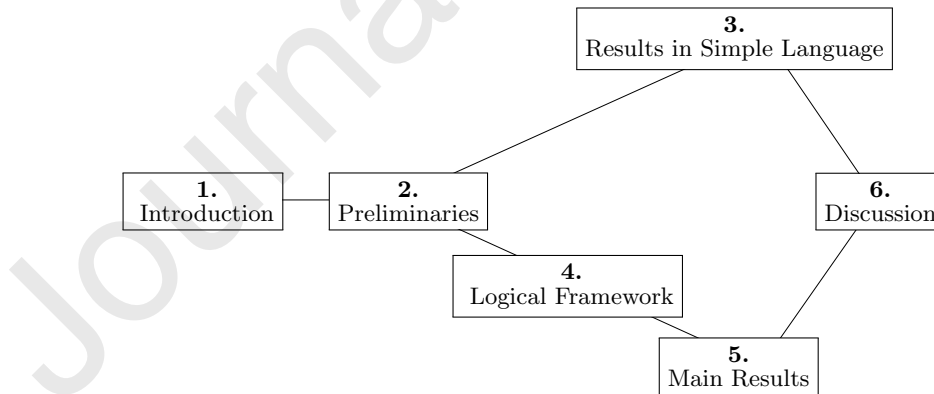 3.
Results in Simple Language
1.
Introduction
2.
Preliminaries
6.
Discussion
4.
Logical Framework
5.
Main Results
Journa